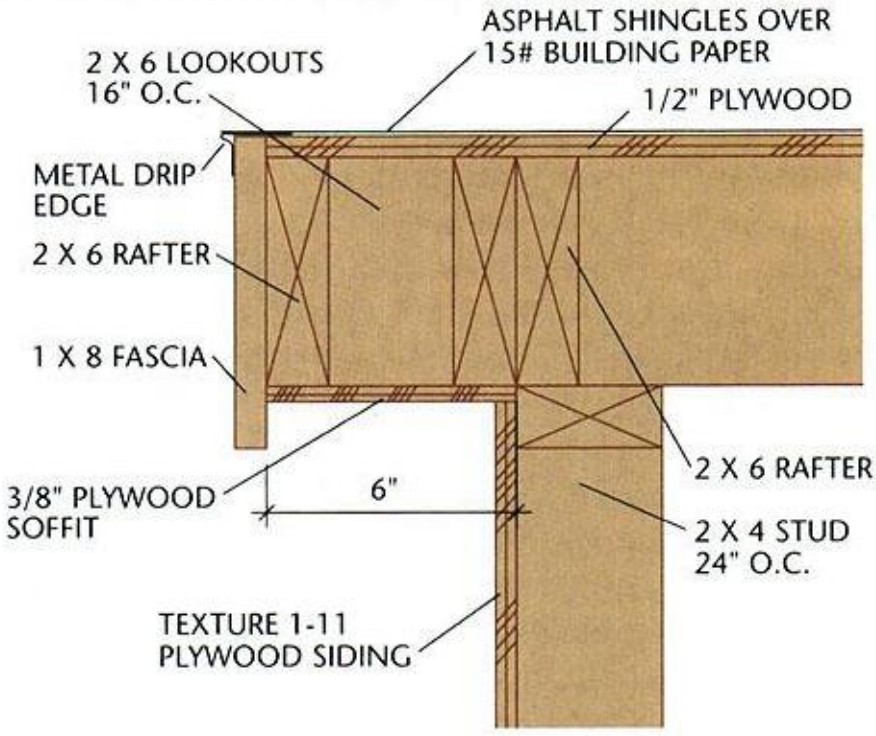 ASPHALT SHINGLES OVER
15# BUILDING PAPER
2 X 6 LOOKOUTS
16" O.C.
1/2" PLYWOOD
METAL DRIP
EDGE
2 X 6 RAFTER
1 X 8 FASCIA
3/8" PLYWOOD
SOFFIT
6"
2 X 6 RAFTER
2 X 4 STUD
24" O.C.
TEXTURE 1-11
PLYWOOD SIDING